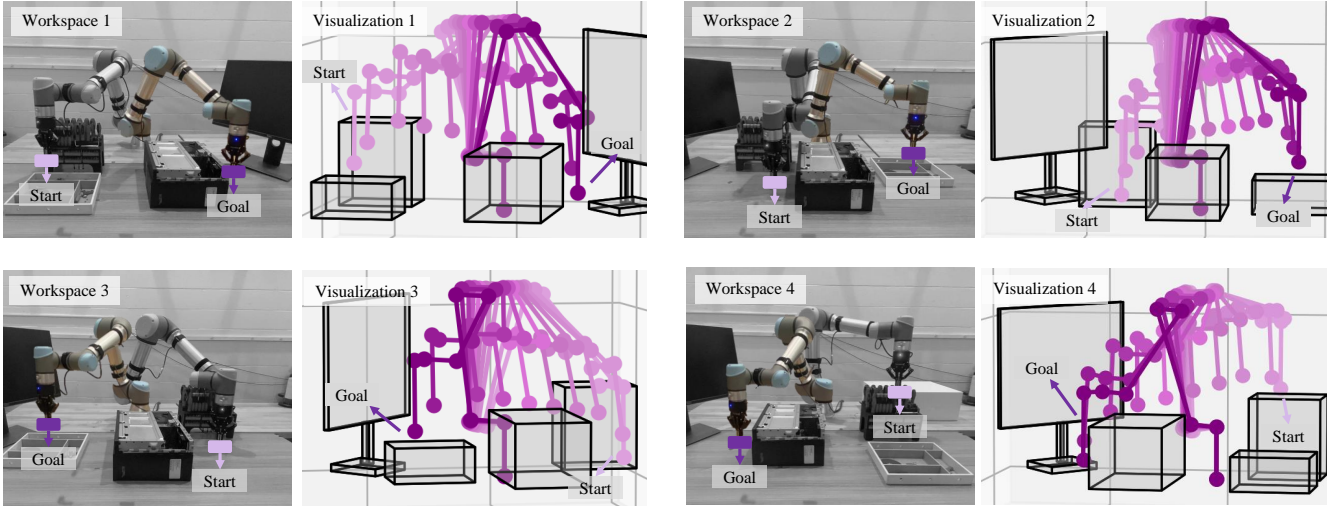 Workspace 1
Start
Goal
Visualization 1
Start
Goal
Workspace 2
Start
Goal
Visualization 2
Start
Goal
Workspace 3
Goal
Start
Visualization 3
Goal
Start
Workspace 4
Start
Goal
Visualization 4
Goal
Start